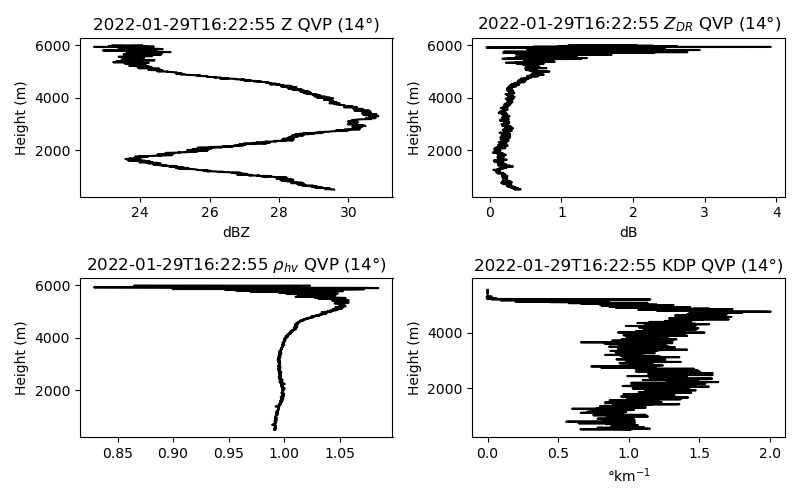 2022-01-29T16:22:55 Z QVP (14°)
6000
4000
2000
Height (m)
24 26 28 30
dBZ
2022-01-29T16:22:55 Z_DR QVP (14°)
6000
4000
2000
Height (m)
0 1 2 3 4
dB
2022-01-29T16:22:55 ρ_hv QVP (14°)
6000
4000
2000
Height (m)
0.85 0.90 0.95 1.00 1.05
2022-01-29T16:22:55 KDP QVP (14°)
4000
2000
Height (m)
0.0 0.5 1.0 1.5 2.0
°km⁻¹